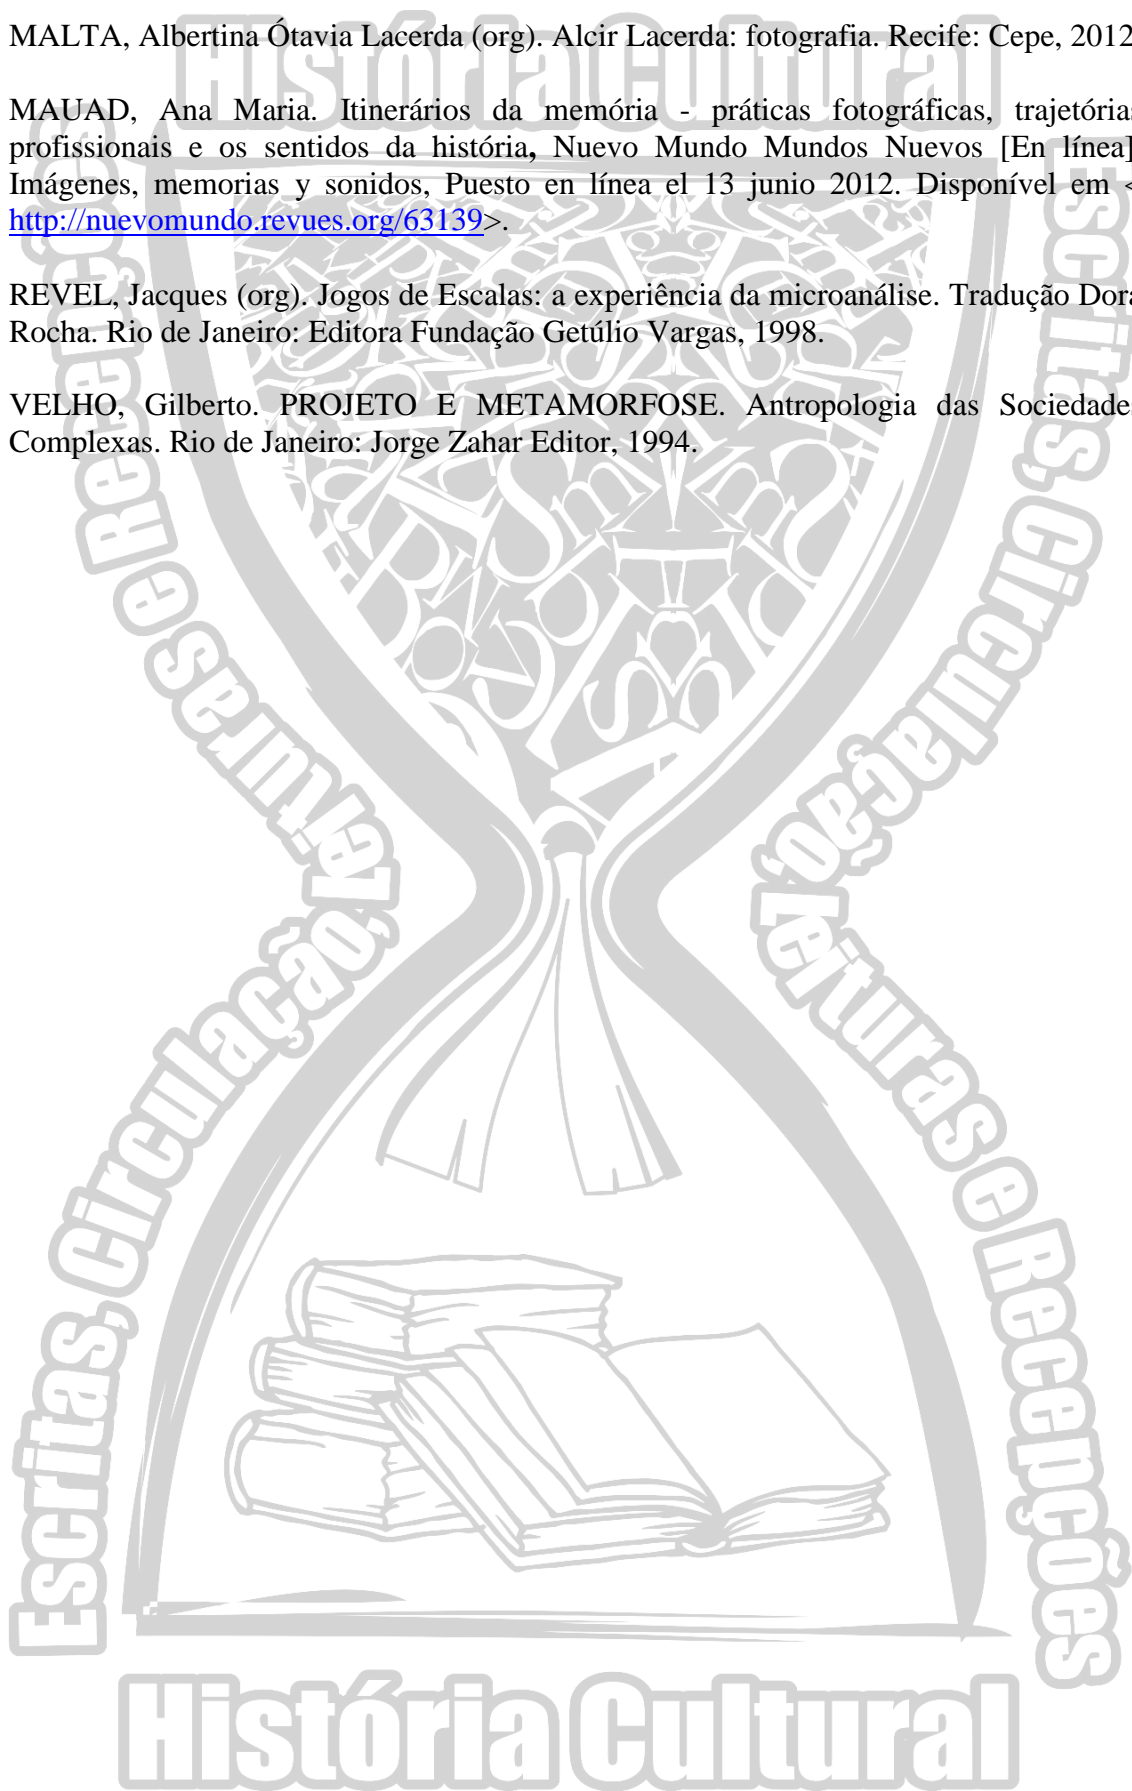 História Cultural
MALTA, Albertina Ótavia Lacerda (org). Alcir Lacerda: fotografia. Recife: Cepe, 2012
MAUAD, Ana Maria. Itinerários da memória - práticas fotográficas, trajetórias
profissionais e os sentidos da história, Nuevo Mundo Mundos Nuevos [En línea]
Imágenes, memorias y sonidos, Puesto en línea el 13 junio 2012. Disponível em <
http://nuevomundo.revues.org/63139>.
REVEL, Jacques (org). Jogos de Escalas: a experiência da microanálise. Tradução Dora
Rocha. Rio de Janeiro: Editora Fundação Getúlio Vargas, 1998.
VELHO, Gilberto. PROJETO E METAMORFOSE. Antropologia das Sociedades
Complexas. Rio de Janeiro: Jorge Zahar Editor, 1994.
Escritas, Circulação, Leituras e Recepções
Escritas, Circulação, Leituras e Recepções
História Cultural